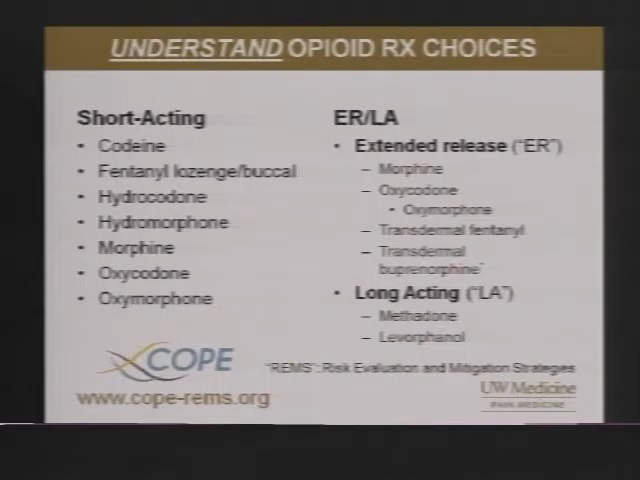 UNDERSTAND OPIOID RX CHOICES
Short-Acting
• Codeine
• Fentanyl lozenge/buccal
• Hydrocodone
• Hydromorphone
• Morphine
• Oxycodone
• Oxymorphone
ER/LA
• Extended release ("ER")
– Morphine
– Oxycodone
• Oxymorphone
– Transdermal fentanyl
– Transdermal
buprenorphine
• Long Acting ("LA")
– Methadone
– Levorphanol
COPE
"REMS": Risk Evaluation and Mitigation Strategies
www.cope-rems.org
UW Medicine
PAIN MEDICINE